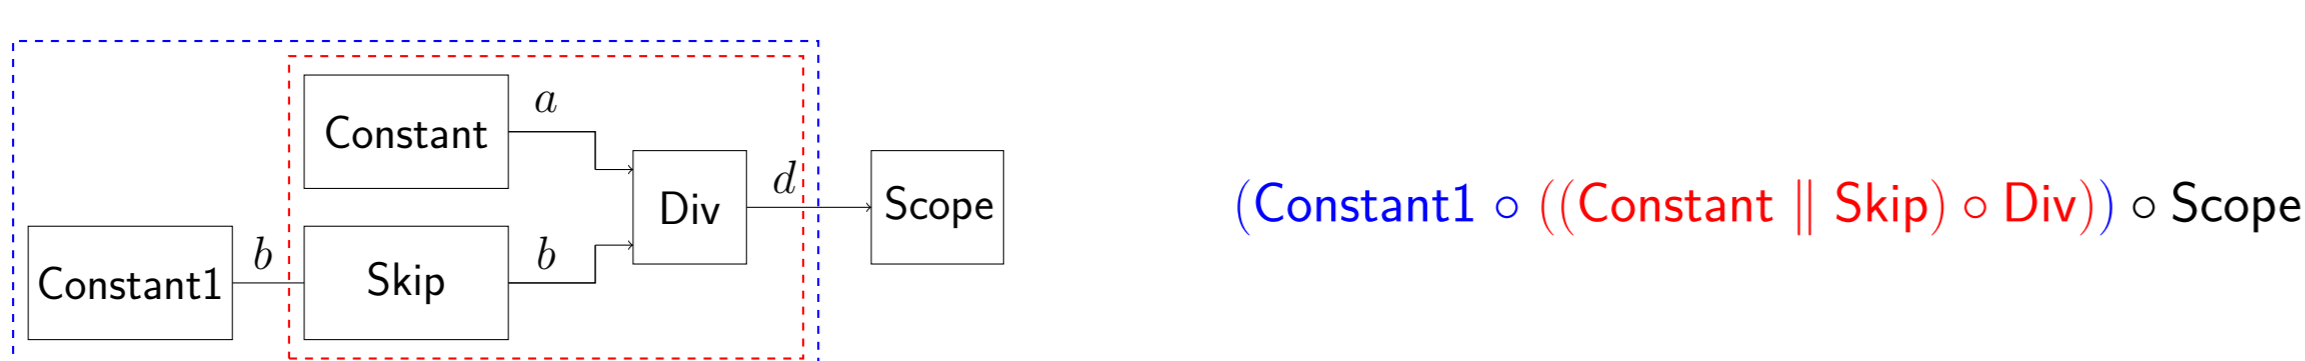 a
Constant
d
Div
Scope
b
b
Constant1
Skip
(Constant1 ∘ ((Constant ∥ Skip) ∘ Div)) ∘ Scope